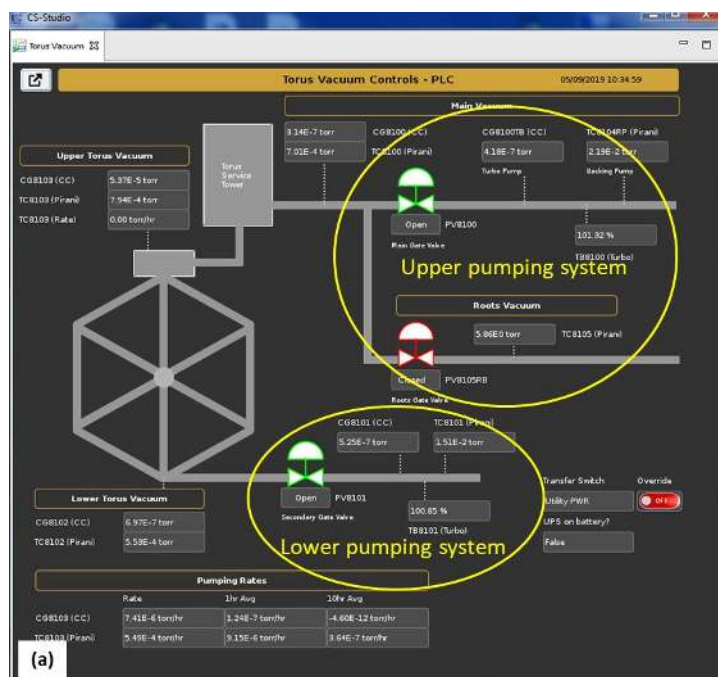 CS-Studio
Torus Vacuum
Torus Vacuum Controls - PLC 05/09/2019 10:34:59
Main Vacuum
3.14E-7 torr CG8100 (CC) CG8100TB (CC) TC8104RP (Pirani)
7.01E-4 torr TC8100 (Pirani) 4.18E-7 torr 2.19E-2 torr
Turbo Pump Backing Pump
Upper Torus Vacuum
Torus
Service
Tower
CG8103 (CC) 5.37E-5 torr
TC8103 (Pirani) 7.94E-4 torr
TC8103 (Rate) 0.00 torr/hr
Open PV8100
Main Gate Valve
101.32 %
TB8100 (Turbo)
Upper pumping system
Roots Vacuum
5.86E0 torr TC8105 (Pirani)
Closed PV8105RB
Roots Gate Valve
CG8101 (CC) TC8101 (Pirani)
5.25E-7 torr 1.51E-2 torr
Open PV8101
Secondary Gate Valve
100.85 %
TB8101 (Turbo)
Lower pumping system
Transfer Switch Override
Utility PWR OFF
UPS on battery?
False
Lower Torus Vacuum
CG8102 (CC) 6.97E-7 torr
TC8102 (Pirani) 5.58E-4 torr
Pumping Rates
Rate 1hr Avg 10hr Avg
CG8103 (CC) 7.41E-6 torr/hr 1.24E-7 torr/hr -4.60E-12 torr/hr
TC8103 (Pirani) 5.49E-4 torr/hr 9.15E-6 torr/hr 3.64E-7 torr/hr
(a)